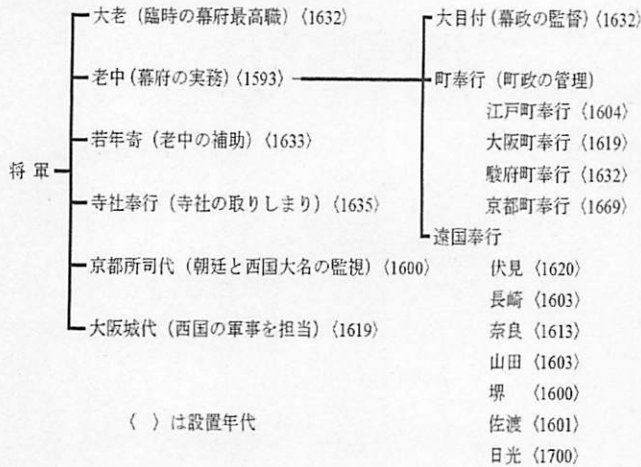 将軍
大老（臨時の幕府最高職）〈1632〉
老中（幕府の実務）〈1593〉
若年寄（老中の補助）〈1633〉
寺社奉行（寺社の取りしまり）〈1635〉
京都所司代（朝廷と西国大名の監視）〈1600〉
大阪城代（西国の軍事を担当）〈1619〉
大目付（幕政の監督）〈1632〉
町奉行（町政の管理）
江戸町奉行〈1604〉
大阪町奉行〈1619〉
駿府町奉行〈1632〉
京都町奉行〈1669〉
遠国奉行
伏見〈1620〉
長崎〈1603〉
奈良〈1613〉
山田〈1603〉
堺〈1600〉
佐渡〈1601〉
日光〈1700〉
〈 〉は設置年代